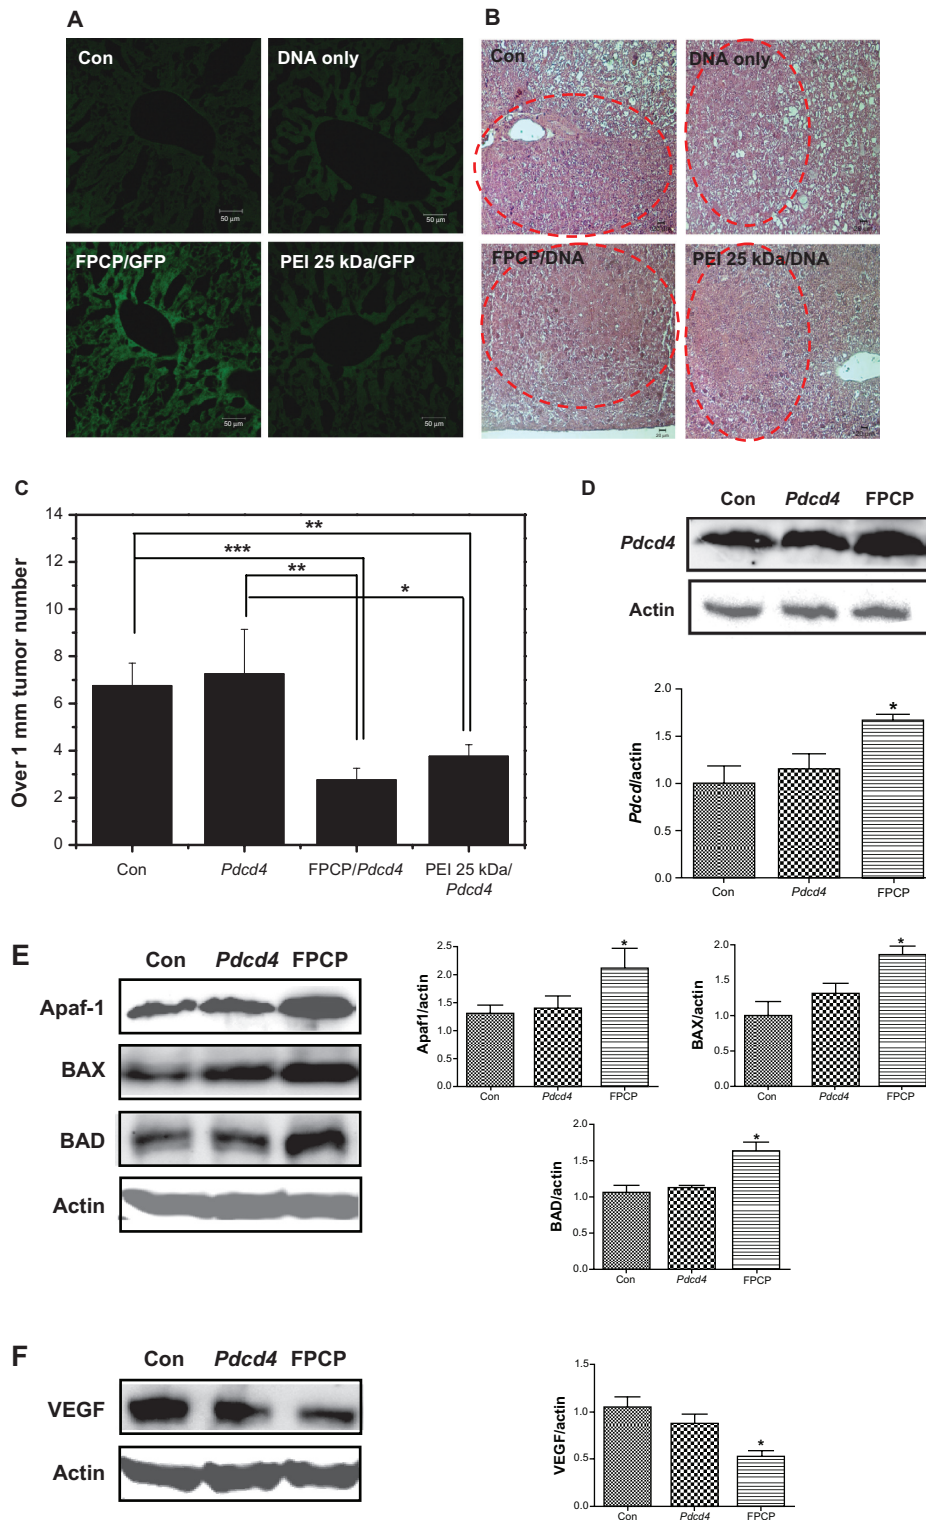 A
Con
DNA only
50 µm
50 µm
FPCP/GFP
PEI 25 kDa/GFP
50 µm
50 µm
B
Con
DNA only
FPCP/DNA
PEI 25 kDa/DNA
20 µm
C
Over 1 mm tumor number
14
12
10
8
6
4
2
0
**
***
**
*
Con
Pdcd4
FPCP/Pdcd4
PEI 25 kDa/
Pdcd4
D
Con Pdcd4 FPCP
Pdcd4
Actin
Pdcd/actin
2.0
1.5
1.0
0.5
0.0
*
Con
Pdcd4
FPCP
E
Con Pdcd4 FPCP
Apaf-1
BAX
BAD
Actin
Apaf1/actin
2.5
2.0
1.5
1.0
0.5
0.0
*
Con
Pdcd4
FPCP
BAX/actin
2.0
1.5
1.0
0.5
0.0
*
Con
Pdcd4
FPCP
BAD/actin
2.0
1.5
1.0
0.5
0.0
*
Con
Pdcd4
FPCP
F
Con Pdcd4 FPCP
VEGF
Actin
VEGF/actin
1.5
1.0
0.5
0.0
*
Con
Pdcd4
FPCP